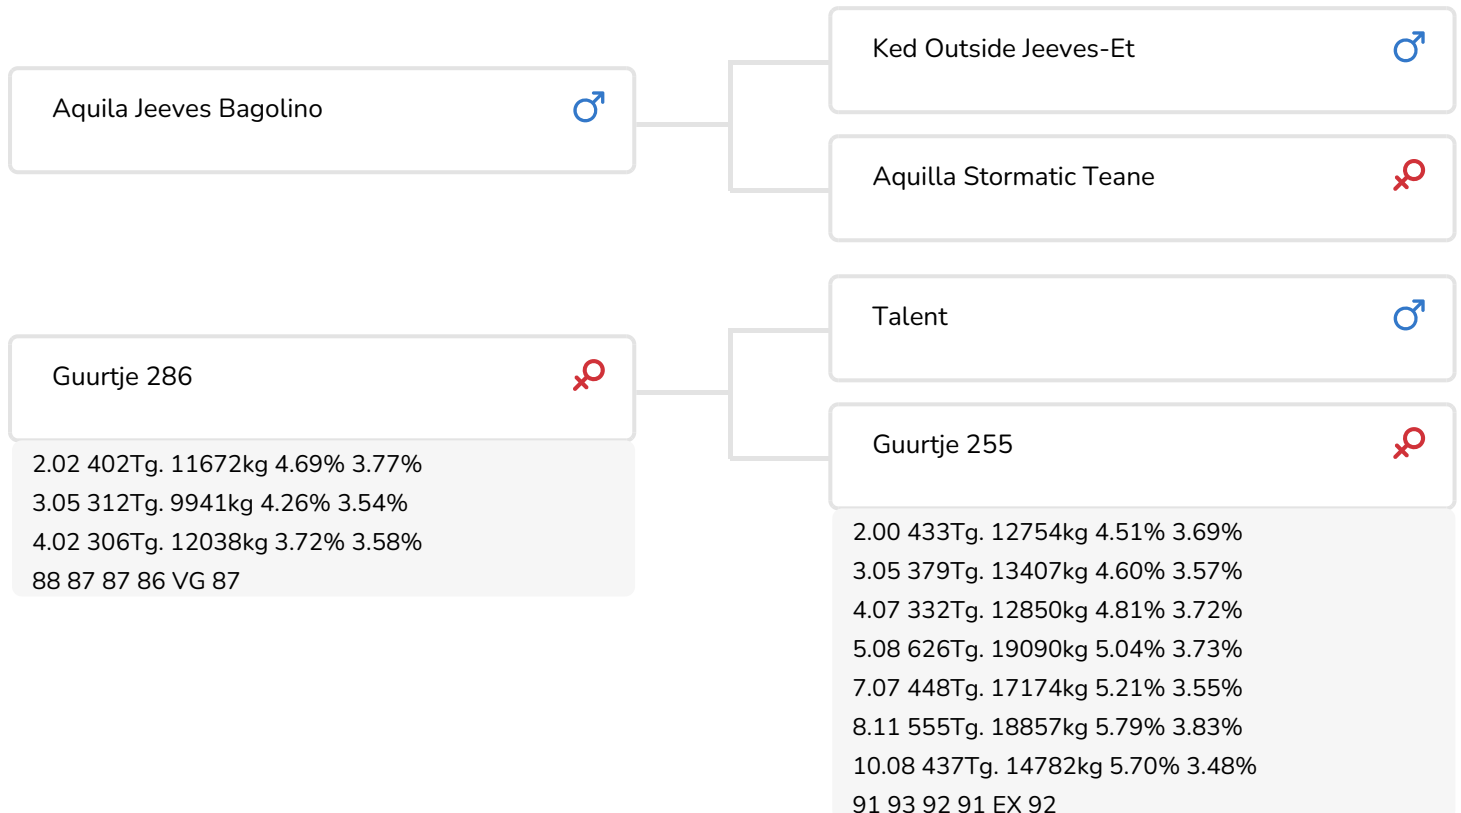 Aquila Jeeves Bagolino
Ked Outside Jeeves-Et
Aquilla Stormatic Teane
Guurtje 286
2.02 402Tg. 11672kg 4.69% 3.77%
3.05 312Tg. 9941kg 4.26% 3.54%
4.02 306Tg. 12038kg 3.72% 3.58%
88 87 87 86 VG 87
Talent
Guurtje 255
2.00 433Tg. 12754kg 4.51% 3.69%
3.05 379Tg. 13407kg 4.60% 3.57%
4.07 332Tg. 12850kg 4.81% 3.72%
5.08 626Tg. 19090kg 5.04% 3.73%
7.07 448Tg. 17174kg 5.21% 3.55%
8.11 555Tg. 18857kg 5.79% 3.83%
10.08 437Tg. 14782kg 5.70% 3.48%
91 93 92 91 EX 92